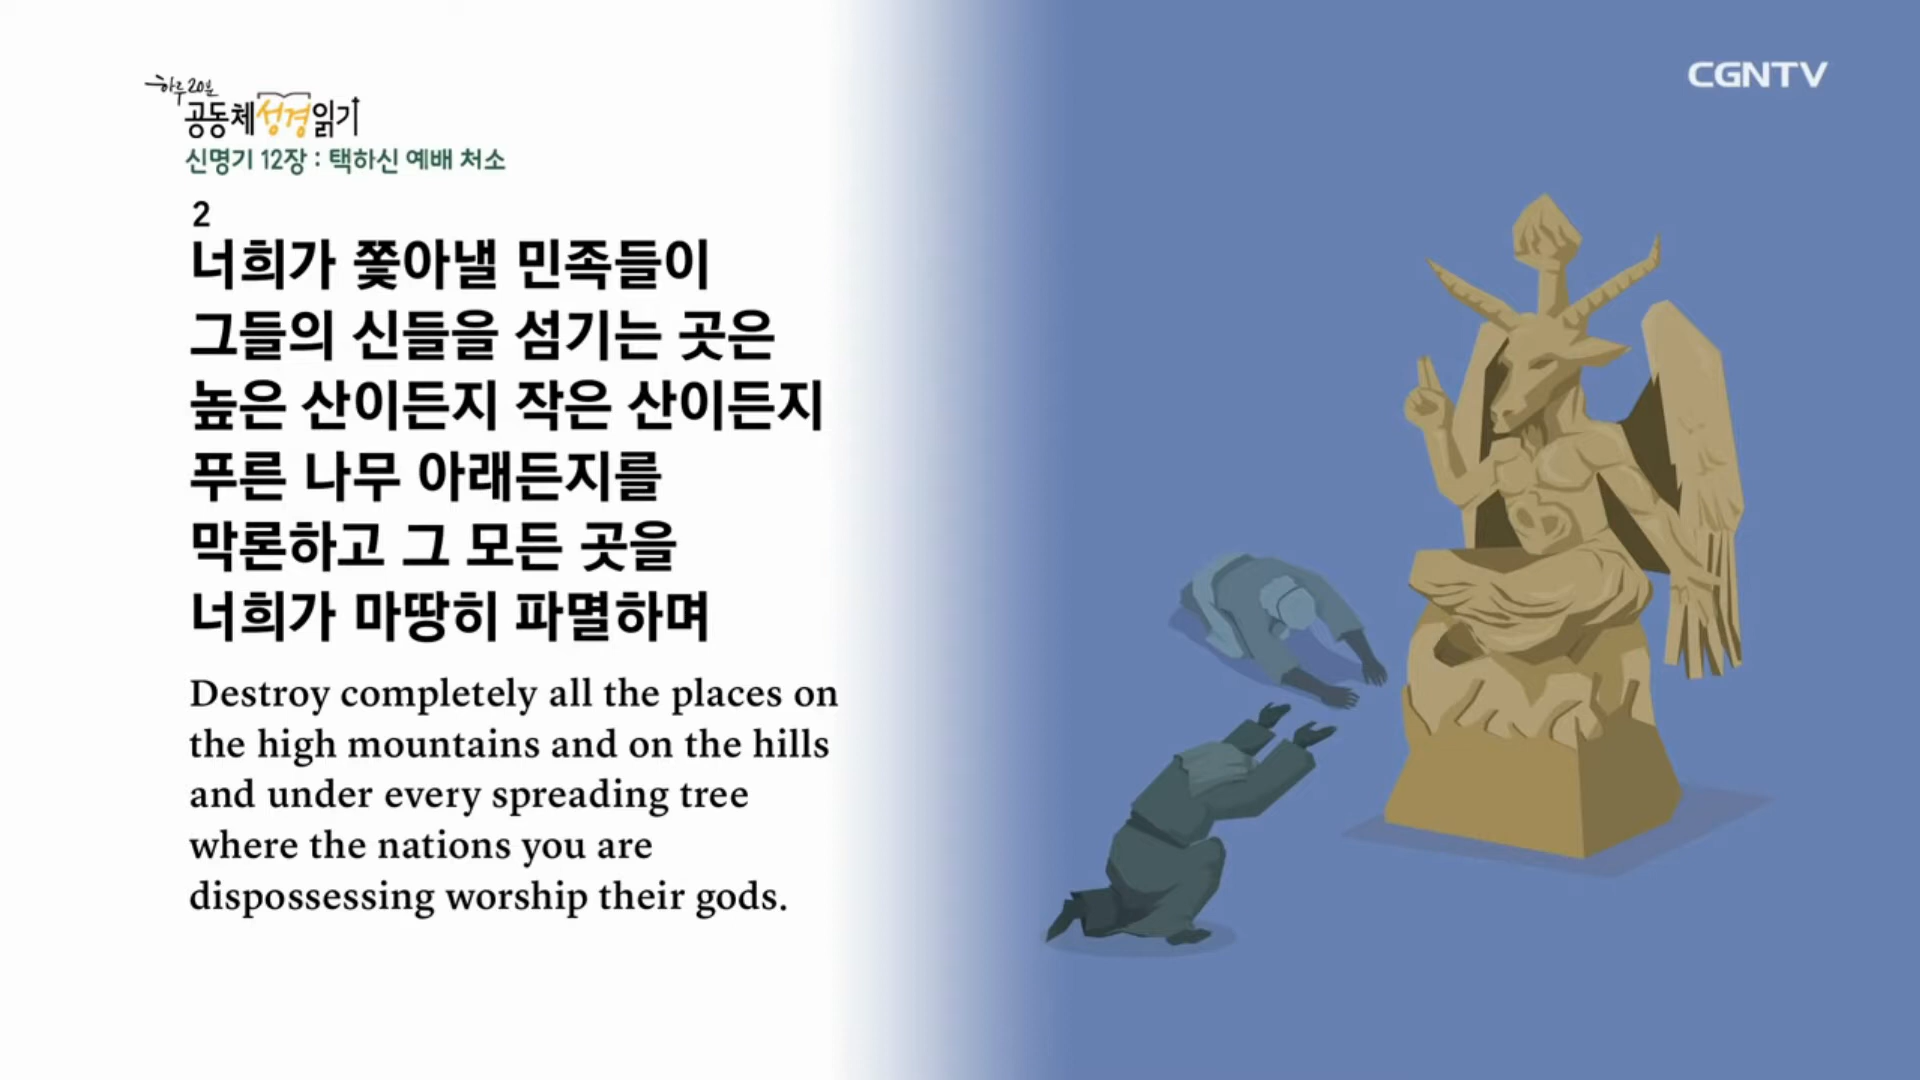 하루 20분
공동체성경읽기
CGNTV
신명기 12장 : 택하신 예배 처소
2
너희가 쫓아낼 민족들이
그들의 신들을 섬기는 곳은
높은 산이든지 작은 산이든지
푸른 나무 아래든지를
막론하고 그 모든 곳을
너희가 마땅히 파멸하며
Destroy completely all the places on
the high mountains and on the hills
and under every spreading tree
where the nations you are
dispossessing worship their gods.